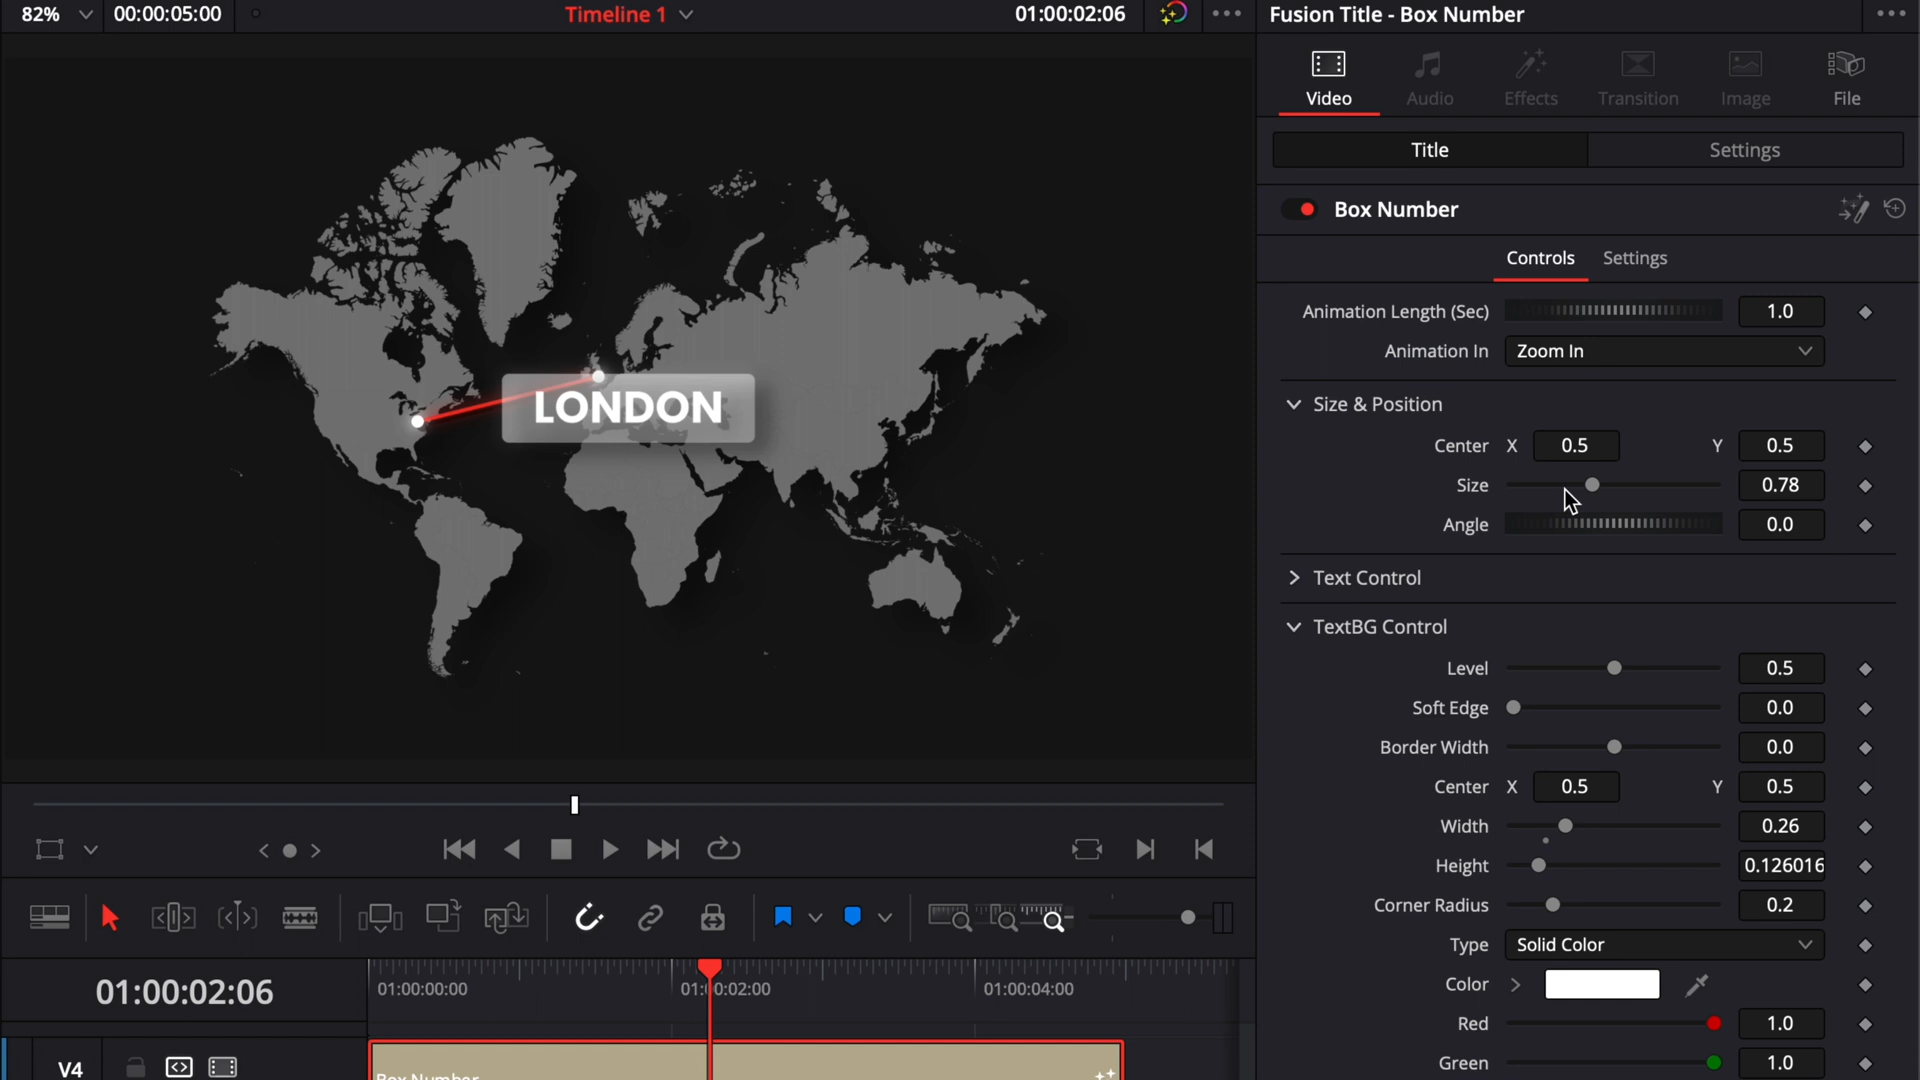 82%
00:00:05:00
Timeline 1
01:00:02:06
Fusion Title - Box Number
Video
Audio
Effects
Transition
Image
File
Title
Settings
Box Number
Controls
Settings
Animation Length (Sec)
1.0
Animation In
Zoom In
Size & Position
Center X 0.5 Y 0.5
Size
0.78
Angle
0.0
Text Control
TextBG Control
Level
0.5
Soft Edge
0.0
Border Width
0.0
Center X 0.5 Y 0.5
Width
0.26
Height
0.126016
Corner Radius
0.2
Type
Solid Color
Color
Red
1.0
Green
1.0
LONDON
01:00:02:06
01:00:00:00
01:00:02:00
01:00:04:00
V4
Box Number